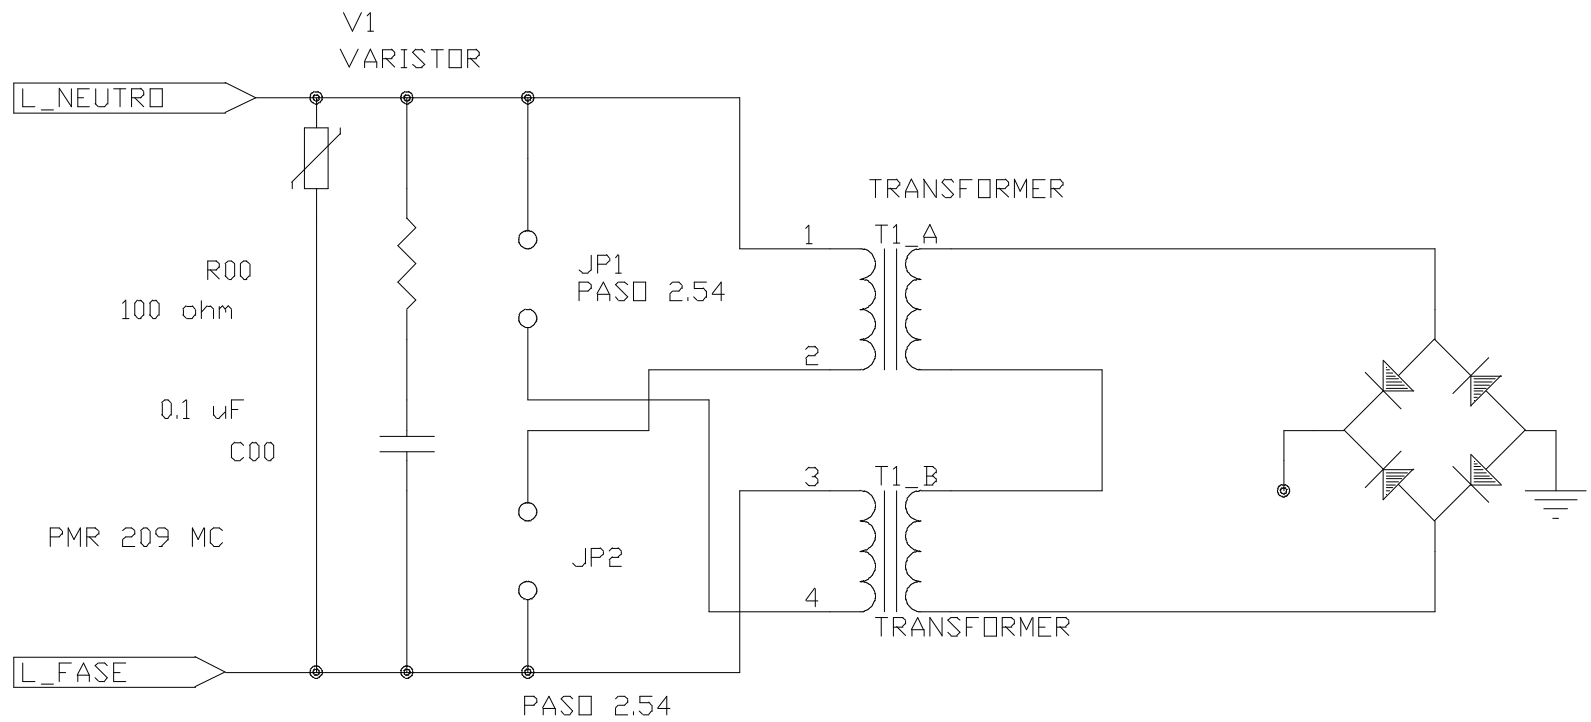 V1
VARISTOR
L_NEUTRO
TRANSFORMER
1
T1_A
JP1
PASO 2.54
R00
100 ohm
2
0.1 uF
C00
3
T1_B
PMR 209 MC
JP2
4
TRANSFORMER
L_FASE
PASO 2.54